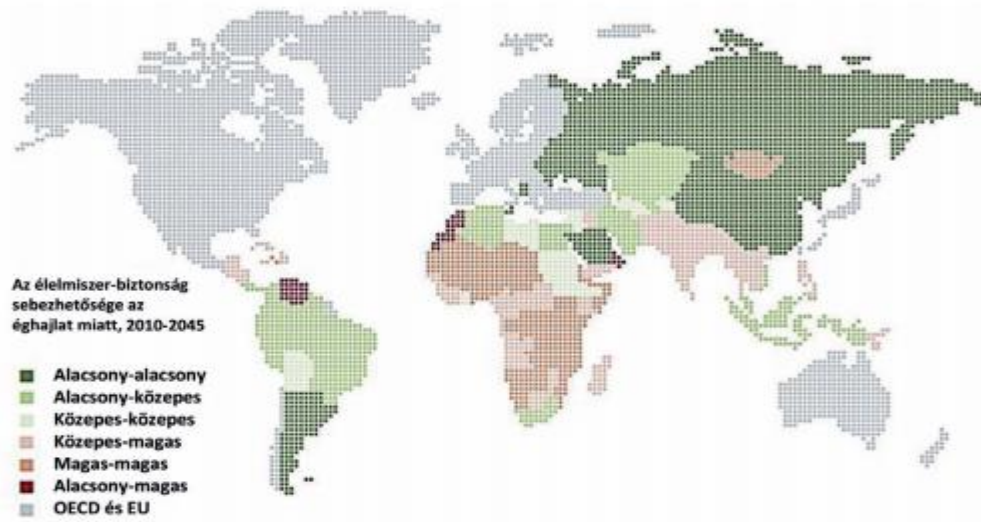 Az élelmiszer-biztonság
sebezhetősége az
éghajlat miatt, 2010-2045
Alacsony-alacsony
Alacsony-közepes
Közepes-közepes
Közepes-magas
Magas-magas
Alacsony-magas
OECD és EU